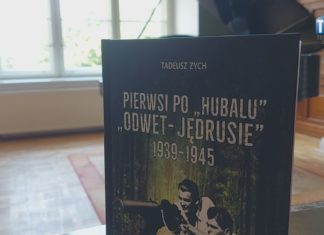 TADEUSZ ZYCH
PIERWSI PO „HUBALU"
„ODWET-JĘDRUSIE"
1939-1945